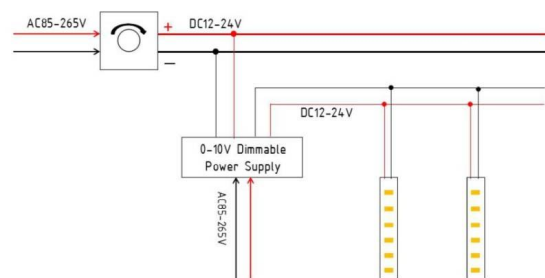 AC85-265V
+
DC12-24V
−
DC12-24V
0-10V Dimmable
Power Supply
AC85-265V